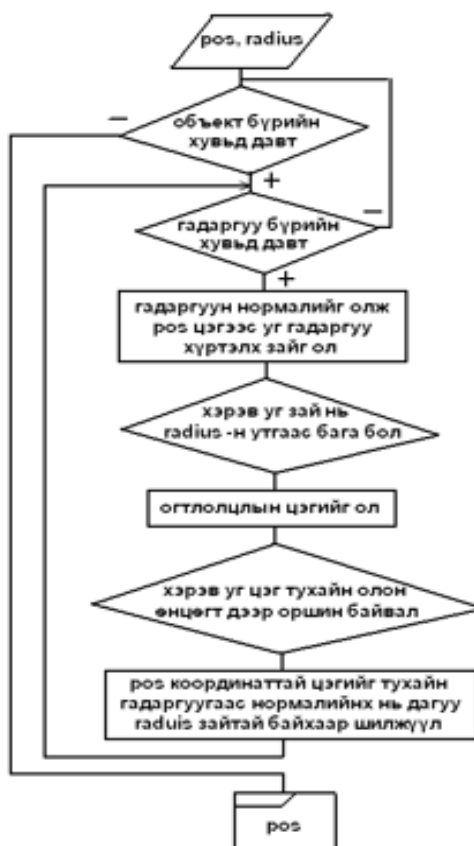 pos, radius
–
объект бүрийн
хувьд давт
+
–
гадаргуу бүрийн
хувьд давт
+
гадаргуун нормалийг олж
pos цэгээс уг гадаргуу
хүртэлх зайг ол
хэрэв уг зай нь
radius -н утгаас бага бол
огтлолцлын цэгийг ол
хэрэв уг цэг тухайн олон
өнцөгт дээр оршин байвал
pos координаттай цэгийг тухайн
гадаргуугаас нормалийнх нь дагуу
raduis зайтай байхаар шилжүүл
pos